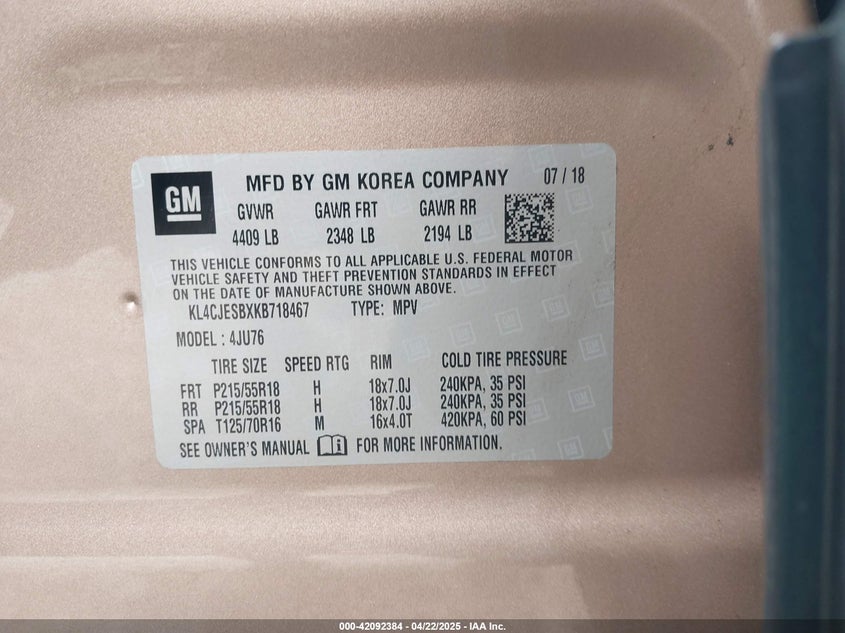 GM
MFD BY GM KOREA COMPANY 07 / 18
GVWR GAWR FRT GAWR RR
4409 LB 2348 LB 2194 LB
THIS VEHICLE CONFORMS TO ALL APPLICABLE U.S. FEDERAL MOTOR
VEHICLE SAFETY AND THEFT PREVENTION STANDARDS IN EFFECT
ON THE DATE OF MANUFACTURE SHOWN ABOVE.
KL4CJESBXKB718467 TYPE: MPV
MODEL : 4JU76
TIRE SIZE SPEED RTG RIM COLD TIRE PRESSURE
FRT P215/55R18 H 18x7.0J 240KPA, 35 PSI
RR P215/55R18 H 18x7.0J 240KPA, 35 PSI
SPA T125/70R16 M 16x4.0T 420KPA, 60 PSI
SEE OWNER'S MANUAL FOR MORE INFORMATION.
000-42092384 - 04/22/2025 - IAA Inc.